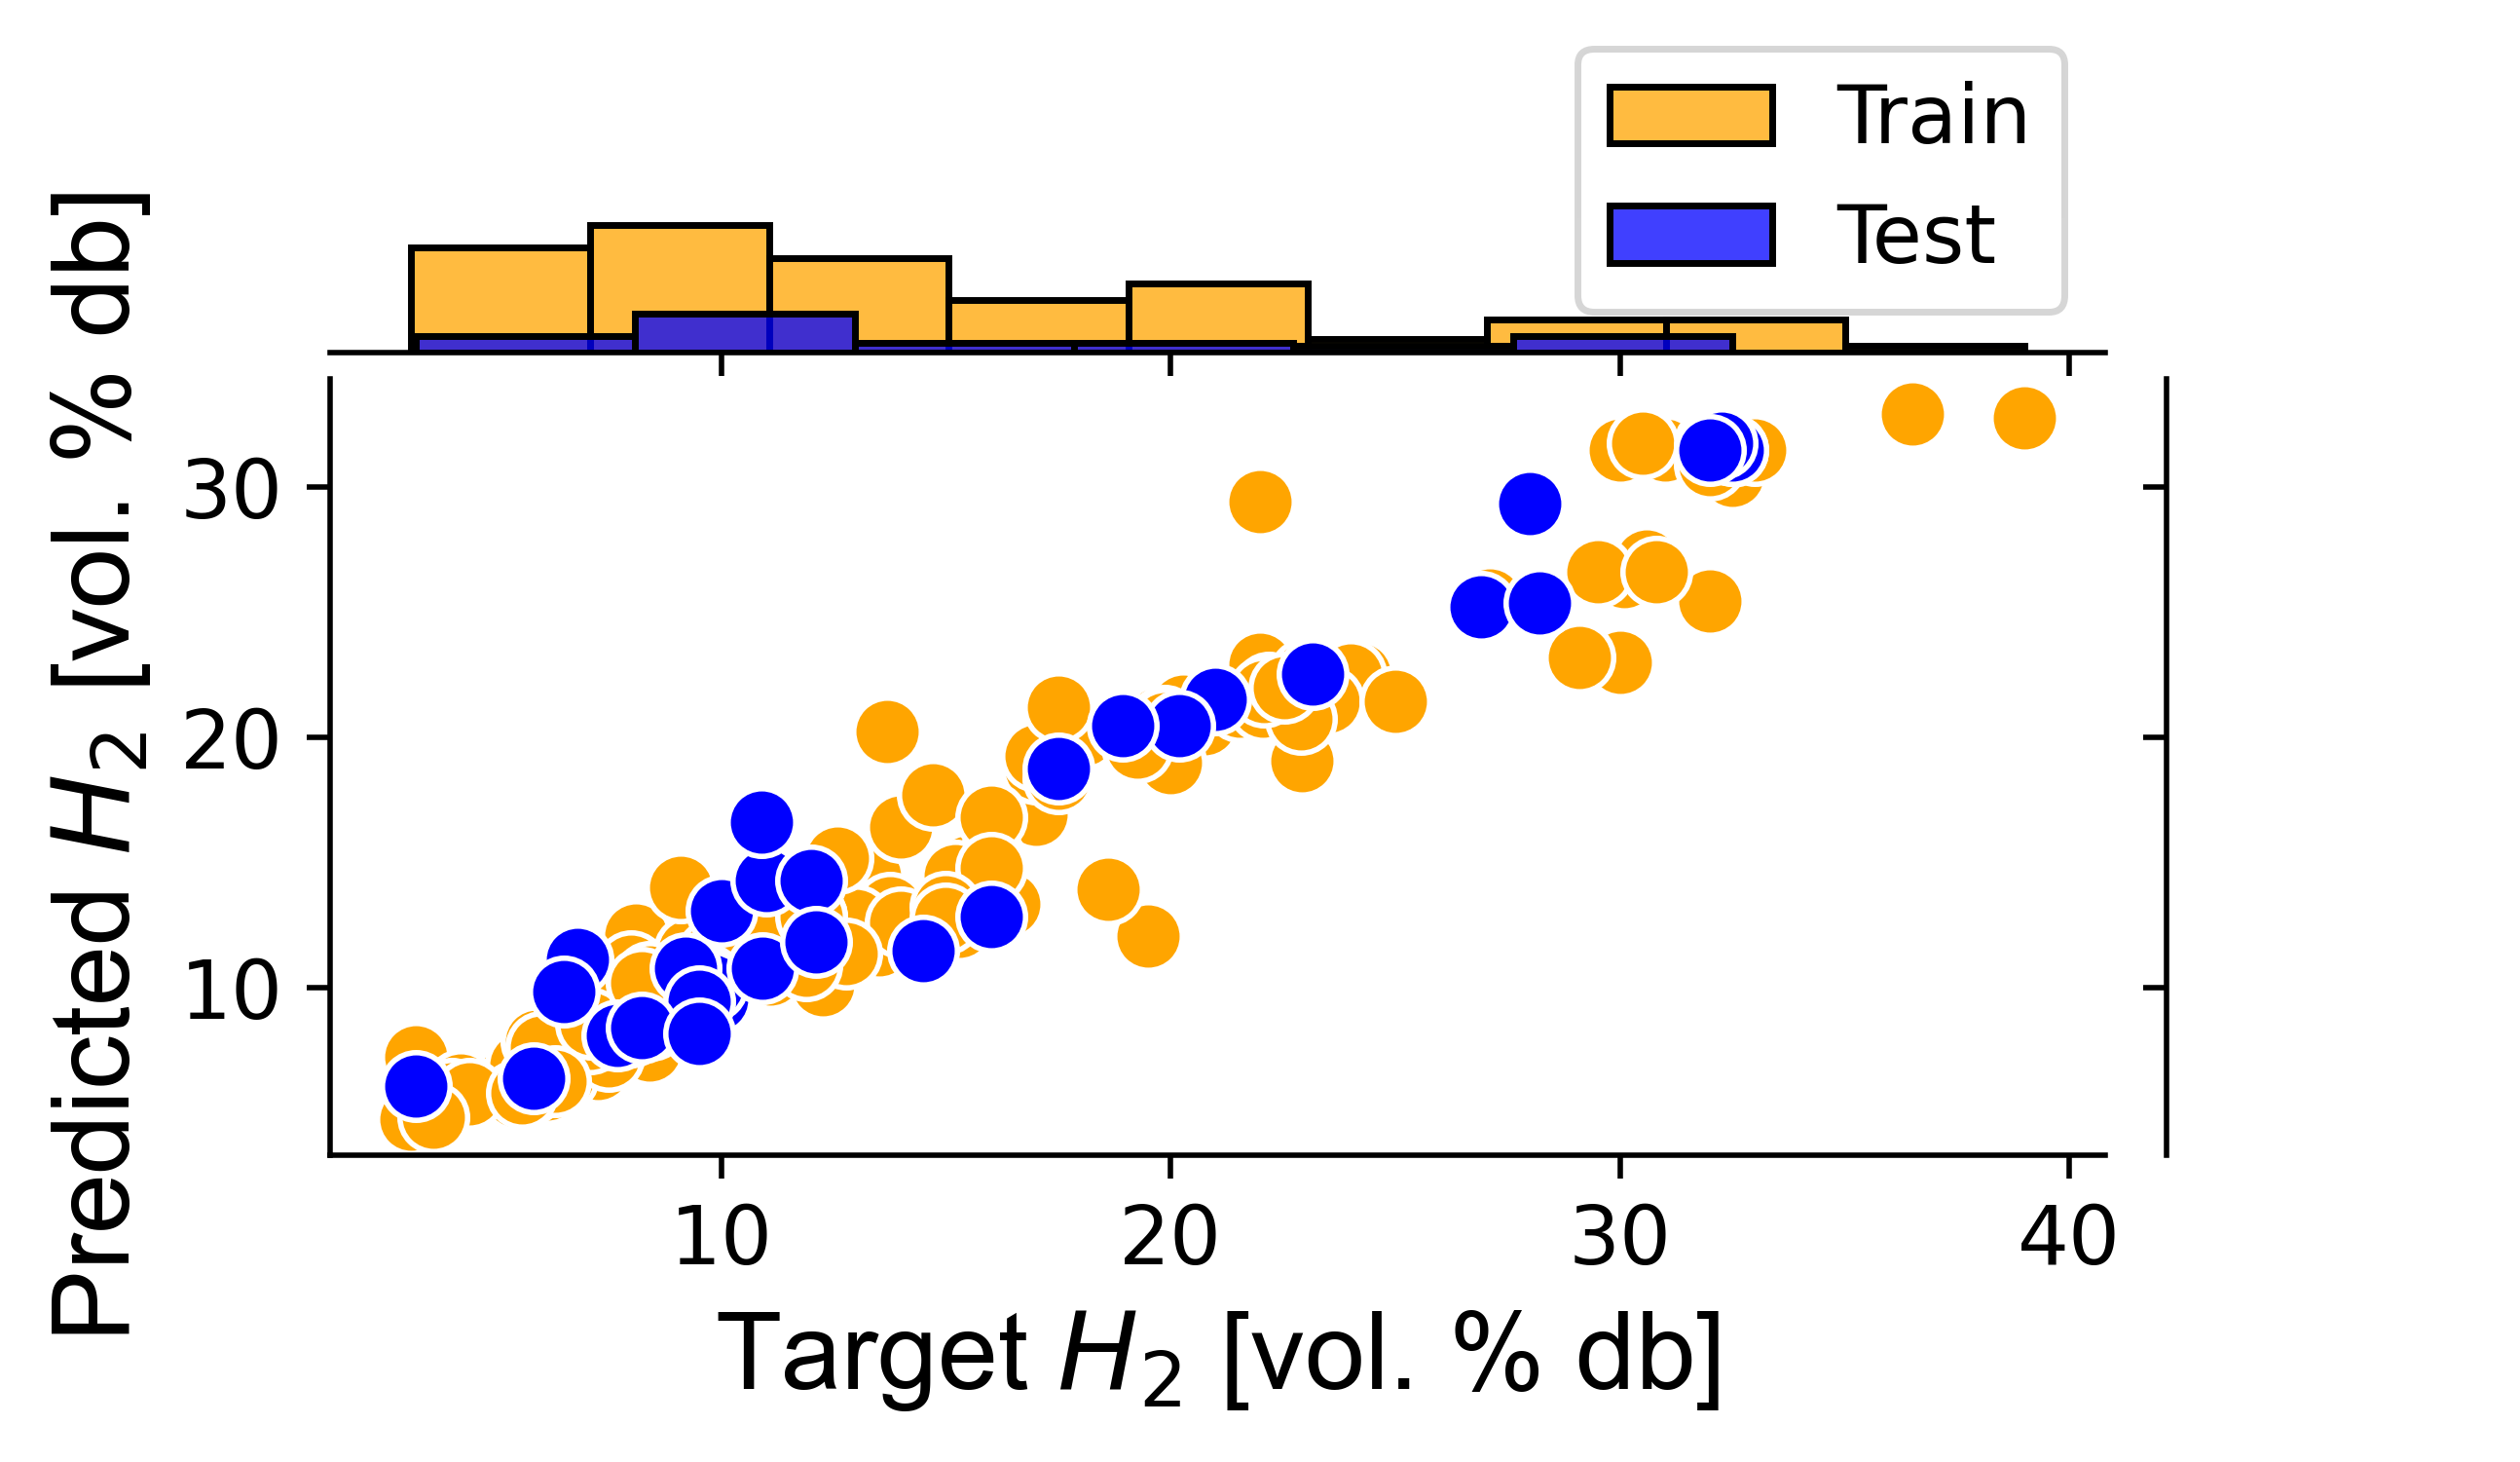 Train
Test
Predicted H2 [vol. % db]
30
20
10
10 20 30 40
Target H2 [vol. % db]